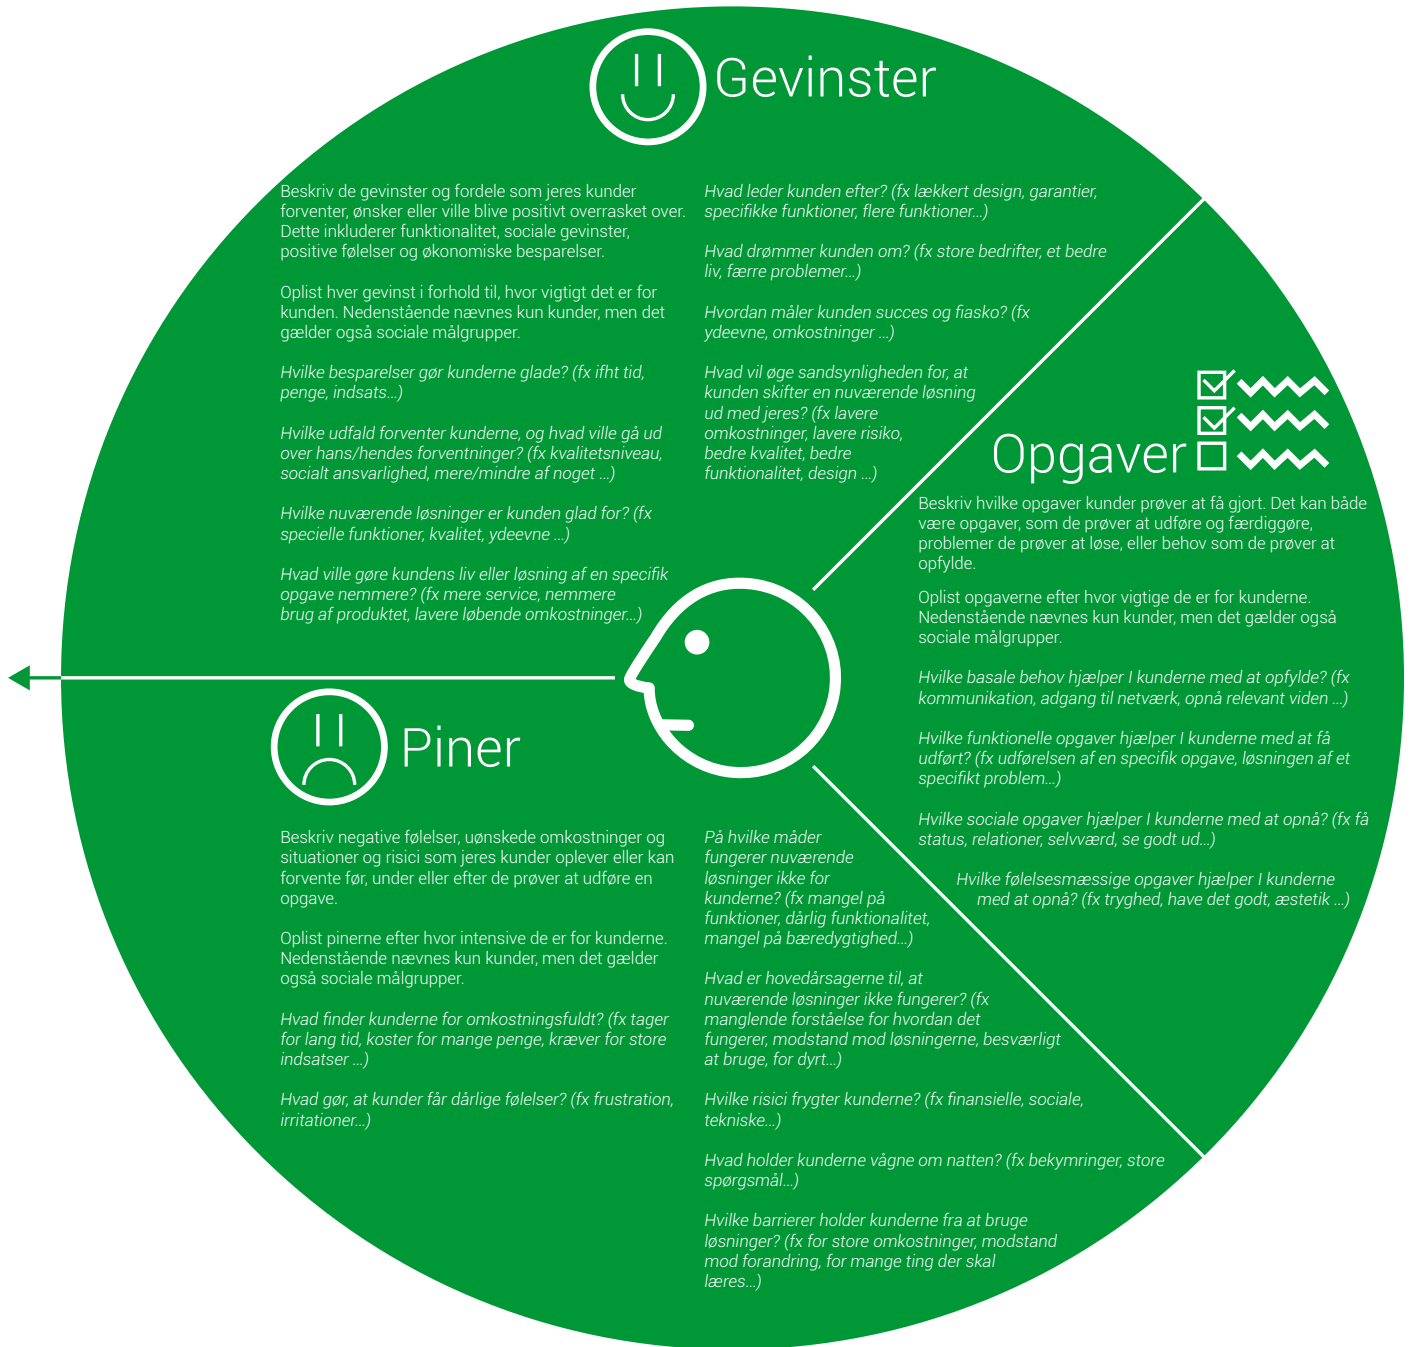 Gevinster
Beskriv de gevinster og fordele som jeres kunder
forventer, ønsker eller ville blive positivt overrasket over.
Dette inkluderer funktionalitet, sociale gevinster,
positive følelser og økonomiske besparelser.
Oplist hver gevinst i forhold til, hvor vigtigt det er for
kunden. Nedenstående nævnes kun kunder, men det
gælder også sociale målgrupper.
Hvilke besparelser gør kunderne glade? (fx ifht tid,
penge, indsats...)
Hvilke udfald forventer kunderne, og hvad ville gå ud
over hans/hendes forventninger? (fx kvalitetsniveau,
socialt ansvarlighed, mere/mindre af noget ...)
Hvilke nuværende løsninger er kunden glad for? (fx
specielle funktioner, kvalitet, ydeevne ...)
Hvad ville gøre kundens liv eller løsning af en specifik
opgave nemmere? (fx mere service, nemmere
brug af produktet, lavere løbende omkostninger...)
Hvad leder kunden efter? (fx lækkert design, garantier,
specifikke funktioner, flere funktioner...)
Hvad drømmer kunden om? (fx store bedrifter, et bedre
liv, færre problemer...)
Hvordan måler kunden succes og fiasko? (fx
ydeevne, omkostninger ...)
Hvad vil øge sandsynligheden for, at
kunden skifter en nuværende løsning
ud med jeres? (fx lavere
omkostninger, lavere risiko,
bedre kvalitet, bedre
funktionalitet, design ...)
Opgaver
Beskriv hvilke opgaver kunder prøver at få gjort. Det kan både
være opgaver, som de prøver at udføre og færdiggøre,
problemer de prøver at løse, eller behov som de prøver at
opfylde.
Oplist opgaverne efter hvor vigtige de er for kunderne.
Nedenstående nævnes kun kunder, men det gælder også
sociale målgrupper.
Hvilke basale behov hjælper I kunderne med at opfylde? (fx
kommunikation, adgang til netværk, opnå relevant viden ...)
Hvilke funktionelle opgaver hjælper I kunderne med at få
udført? (fx udførelsen af en specifik opgave, løsningen af et
specifikt problem...)
Hvilke sociale opgaver hjælper I kunderne med at opnå? (fx få
status, relationer, selvværd, se godt ud...)
Hvilke følelsesmæssige opgaver hjælper I kunderne
med at opnå? (fx tryghed, have det godt, æstetik ...)
Piner
Beskriv negative følelser, uønskede omkostninger og
situationer og risici som jeres kunder oplever eller kan
forvente før, under eller efter de prøver at udføre en
opgave.
Oplist pinerne efter hvor intensive de er for kunderne.
Nedenstående nævnes kun kunder, men det gælder
også sociale målgrupper.
Hvad finder kunderne for omkostningsfuldt? (fx tager
for lang tid, koster for mange penge, kræver for store
indsatser ...)
Hvad gør, at kunder får dårlige følelser? (fx frustration,
irritationer...)
På hvilke måder
fungerer nuværende
løsninger ikke for
kunderne? (fx mangel på
funktioner, dårlig funktionalitet,
mangel på bæredygtighed...)
Hvad er hovedårsagerne til, at
nuværende løsninger ikke fungerer? (fx
manglende forståelse for hvordan det
fungerer, modstand mod løsningerne, besværligt
at bruge, for dyrt...)
Hvilke risici frygter kunderne? (fx finansielle, sociale,
tekniske...)
Hvad holder kunderne vågne om natten? (fx bekymringer, store
spørgsmål...)
Hvilke barrierer holder kunderne fra at bruge
løsninger? (fx for store omkostninger, modstand
mod forandring, for mange ting der skal
læres...)